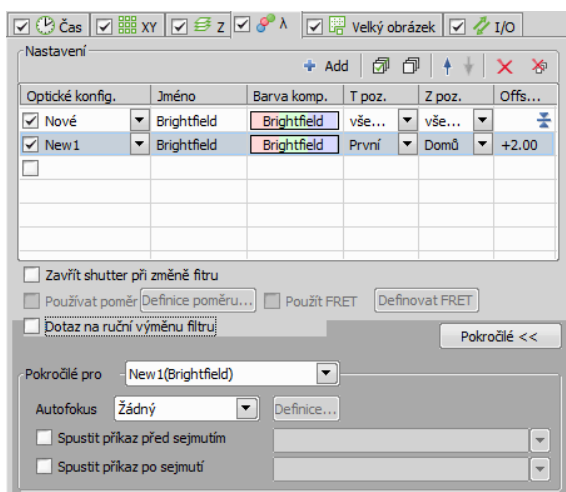 Čas XY Z λ Velký obrázek I/O
Nastavení
Add
Optické konfig. Jméno Barva komp. T poz. Z poz. Offs...
Nové Brightfield Brightfield vše... vše...
New1 Brightfield Brightfield První Domů +2.00
Zavřít shutter při změně fitru
Používat poměr Definice poměru... Použít FRET Definovat FRET
Dotaz na ruční výměnu filtru
Pokročilé <<
Pokročilé pro New1(Brightfield)
Autofokus Žádný Definice...
Spustit příkaz před sejmutím
Spustit příkaz po sejmutí